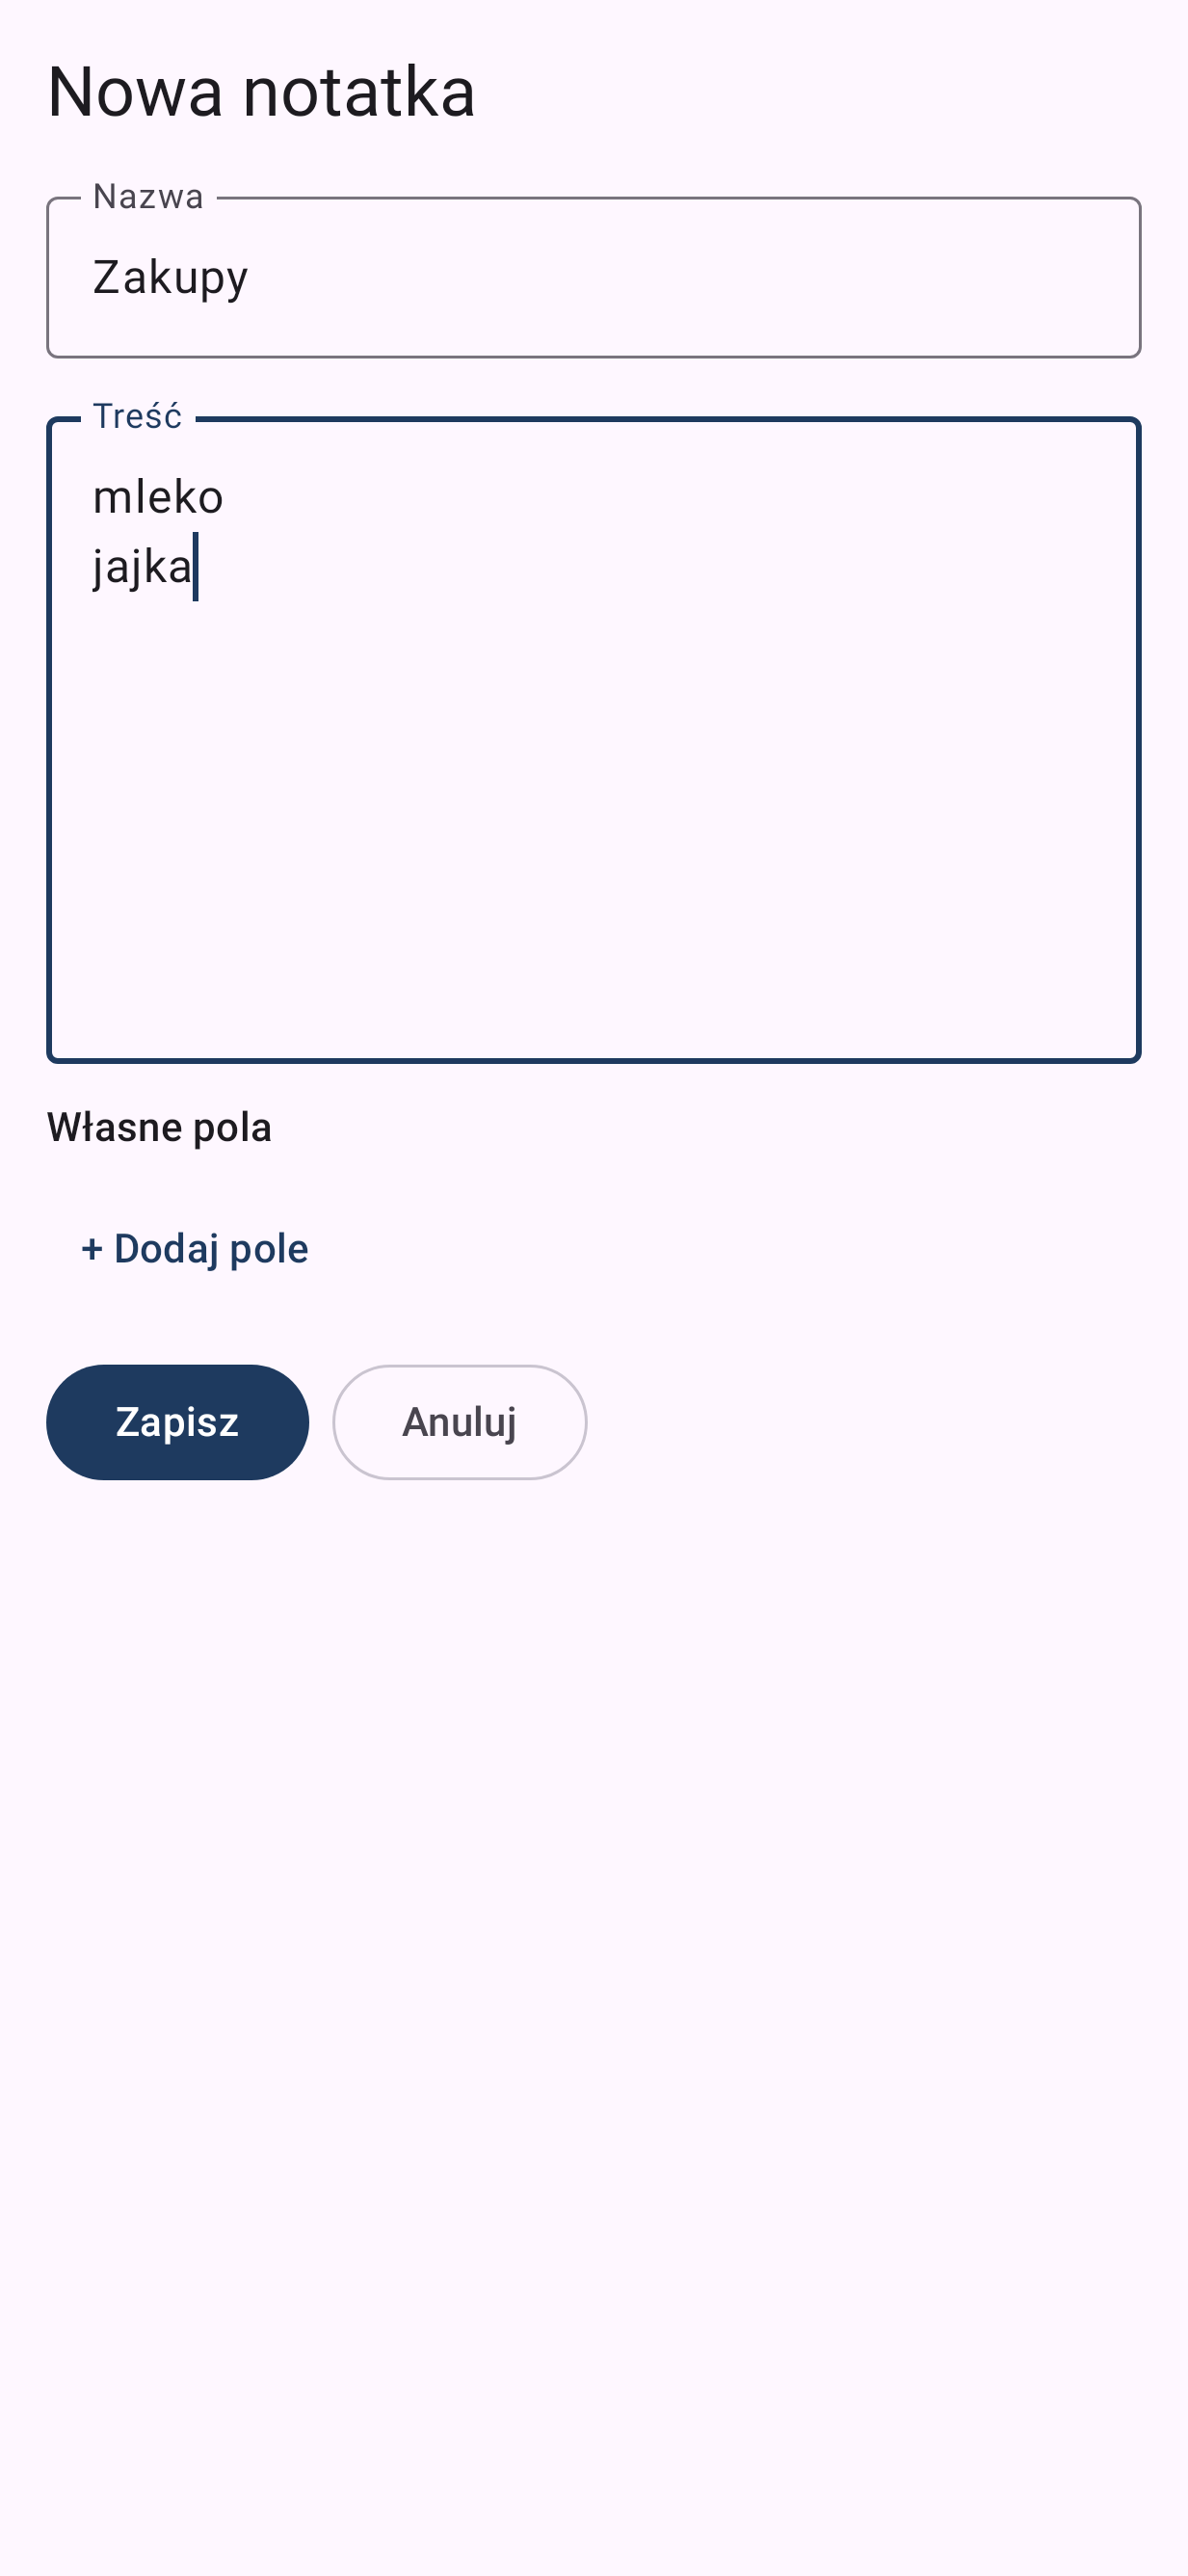 Nowa notatka
Nazwa
Zakupy
Treść
mleko
jajka
Własne pola
+ Dodaj pole
Zapisz
Anuluj